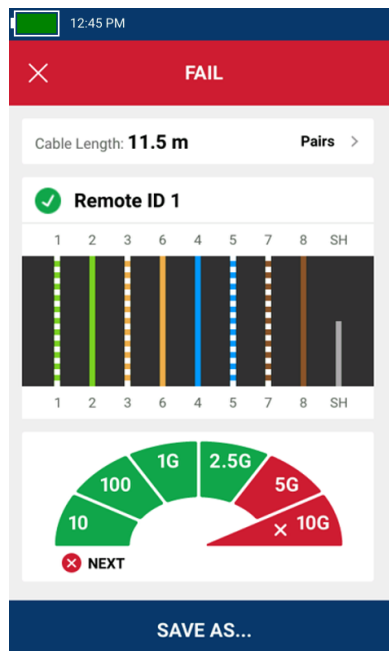 12:45 PM
FAIL
Cable Length: 11.5 m Pairs
Remote ID 1
1 2 3 6 4 5 7 8 SH
1 2 3 6 4 5 7 8 SH
10 100 1G 2.5G 5G 10G
NEXT
SAVE AS...